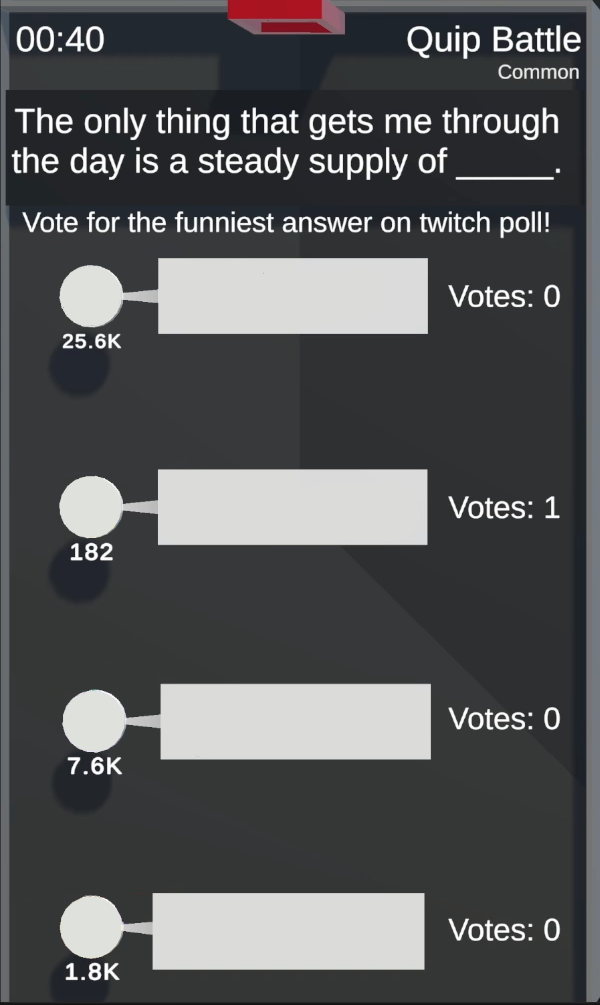 00:40
Quip Battle
Common
The only thing that gets me through
the day is a steady supply of _____.
Vote for the funniest answer on twitch poll!
Votes: 0
25.6K
Votes: 1
182
Votes: 0
7.6K
Votes: 0
1.8K